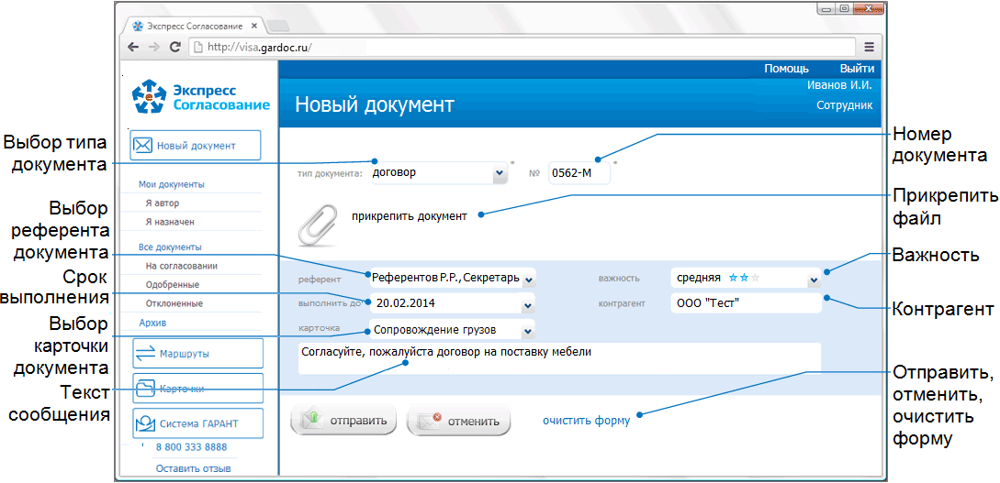 Экспресс Согласование
http://visa.gardoc.ru/
Помощь Выйти
Иванов И.И.
Сотрудник
Экспресс
Согласование
Новый документ
Новый документ
Мои документы
Я автор
Я назначен
Все документы
На согласовании
Одобренные
Отклоненные
Архив
Маршруты
Карточки
Система ГАРАНТ
8 800 333 8888
Оставить отзыв
тип документа: договор * № 0562-М *
прикрепить документ
референт Референтов Р.Р., Секретарь важность средняя
выполнить до 20.02.2014 контрагент ООО "Тест"
карточка Сопровождение грузов
Согласуйте, пожалуйста договор на поставку мебели
отправить отменить очистить форму
Выбор типа
документа
Выбор
референта
документа
Срок
выполнения
Выбор
карточки
документа
Текст
сообщения
Номер
документа
Прикрепить
файл
Важность
Контрагент
Отправить,
отменить,
очистить
форму